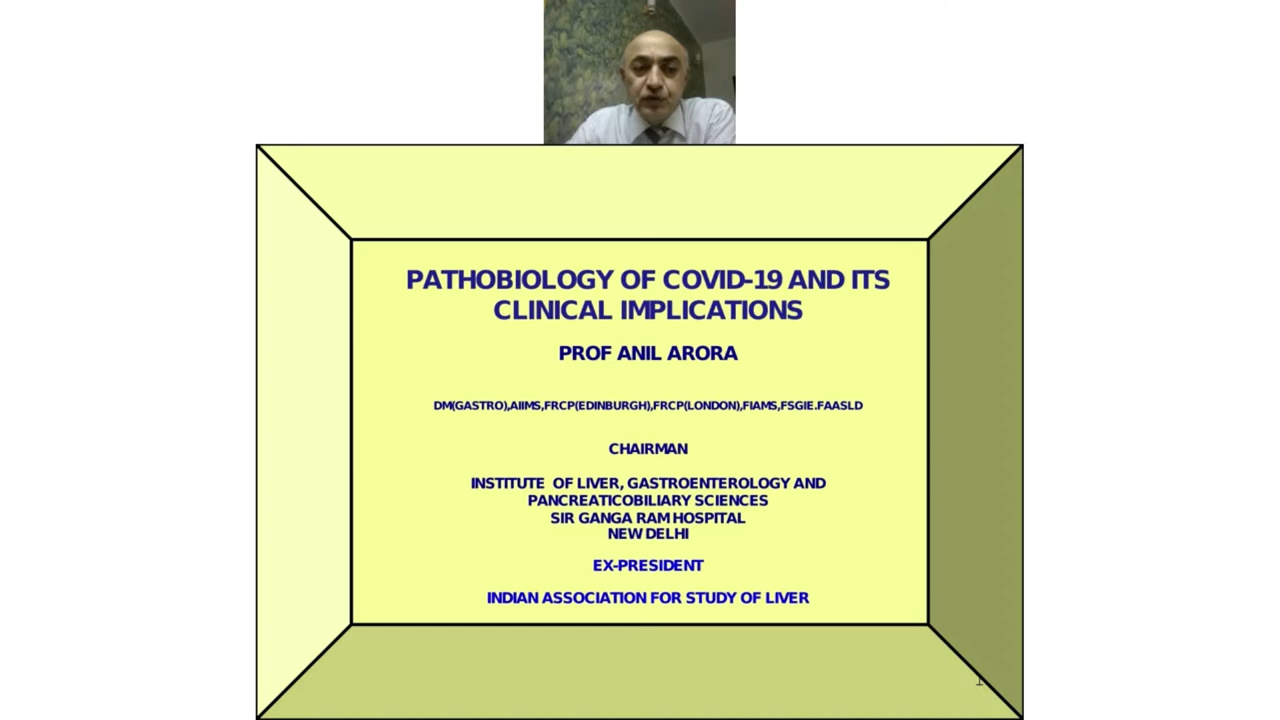 PATHOBIOLOGY OF COVID-19 AND ITS
CLINICAL IMPLICATIONS
PROF ANIL ARORA
DM(GASTRO),AIIMS,FRCP(EDINBURGH),FRCP(LONDON),FIAMS,FSGIE.FAASLD
CHAIRMAN
INSTITUTE OF LIVER, GASTROENTEROLOGY AND
PANCREATICOBILIARY SCIENCES
SIR GANGA RAM HOSPITAL
NEW DELHI
EX-PRESIDENT
INDIAN ASSOCIATION FOR STUDY OF LIVER
1